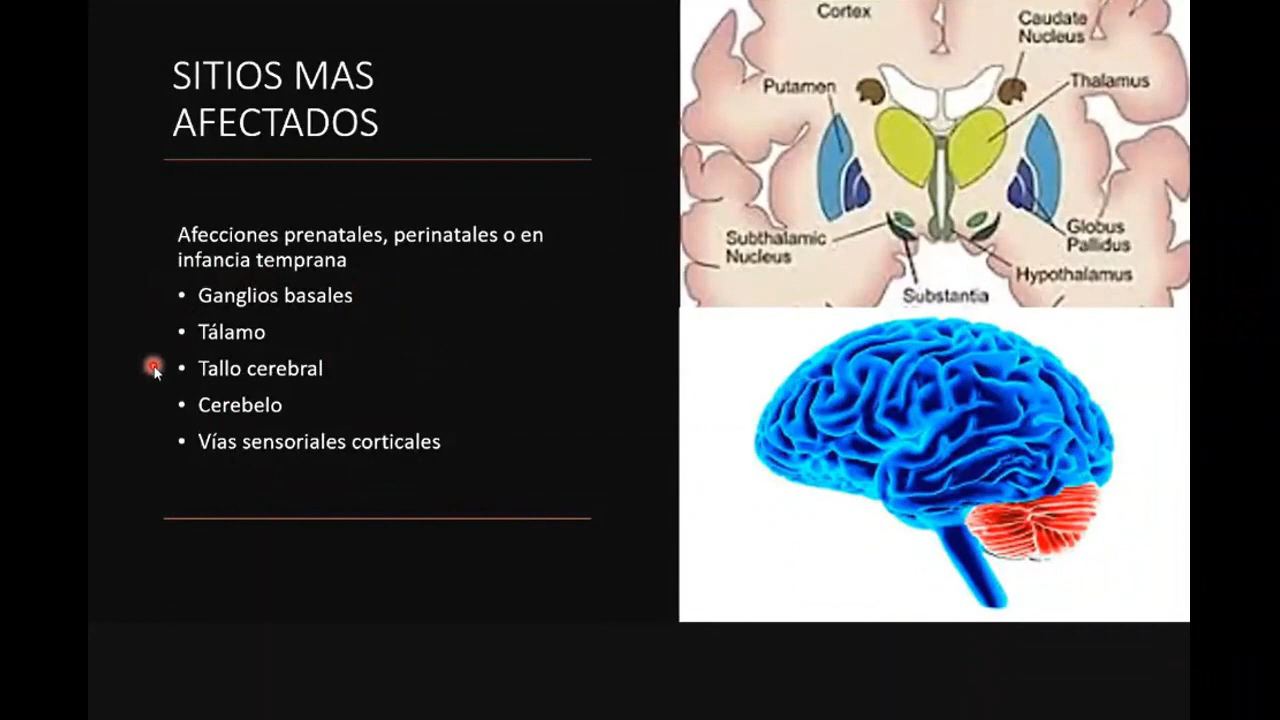 SITIOS MAS
AFECTADOS
Afecciones prenatales, perinatales o en
infancia temprana
• Ganglios basales
• Tálamo
• Tallo cerebral
• Cerebelo
• Vías sensoriales corticales
Cortex
Caudate
Nucleus
Putamen
Thalamus
Subthalamic
Nucleus
Globus
Pallidus
Hypothalamus
Substantia